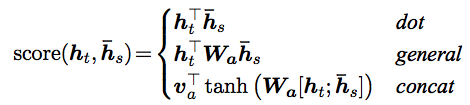 h_t^⊤ h̄_s dot
score(h_t, h̄_s) = { h_t^⊤ W_a h̄_s general
v_a^⊤ tanh (W_a[h_t; h̄_s]) concat